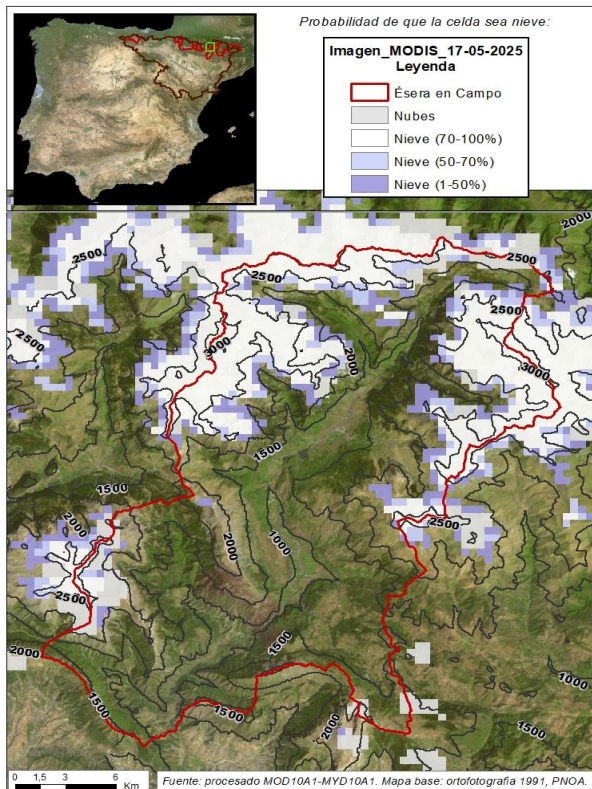 Probabilidad de que la celda sea nieve:
Imagen_MODIS_17-05-2025
Leyenda
Ésera en Campo
Nubes
Nieve (70-100%)
Nieve (50-70%)
Nieve (1-50%)
2000
2500
2500
2500
2500
2500
3000
2000
3000
1500
1500
2000
2500
2000
1000
2500
1500
2000
1000
1500
1500
2000
1500
0 1,5 3 6
Km
Fuente: procesado MOD10A1-MYD10A1. Mapa base: ortofotografia 1991, PNOA.